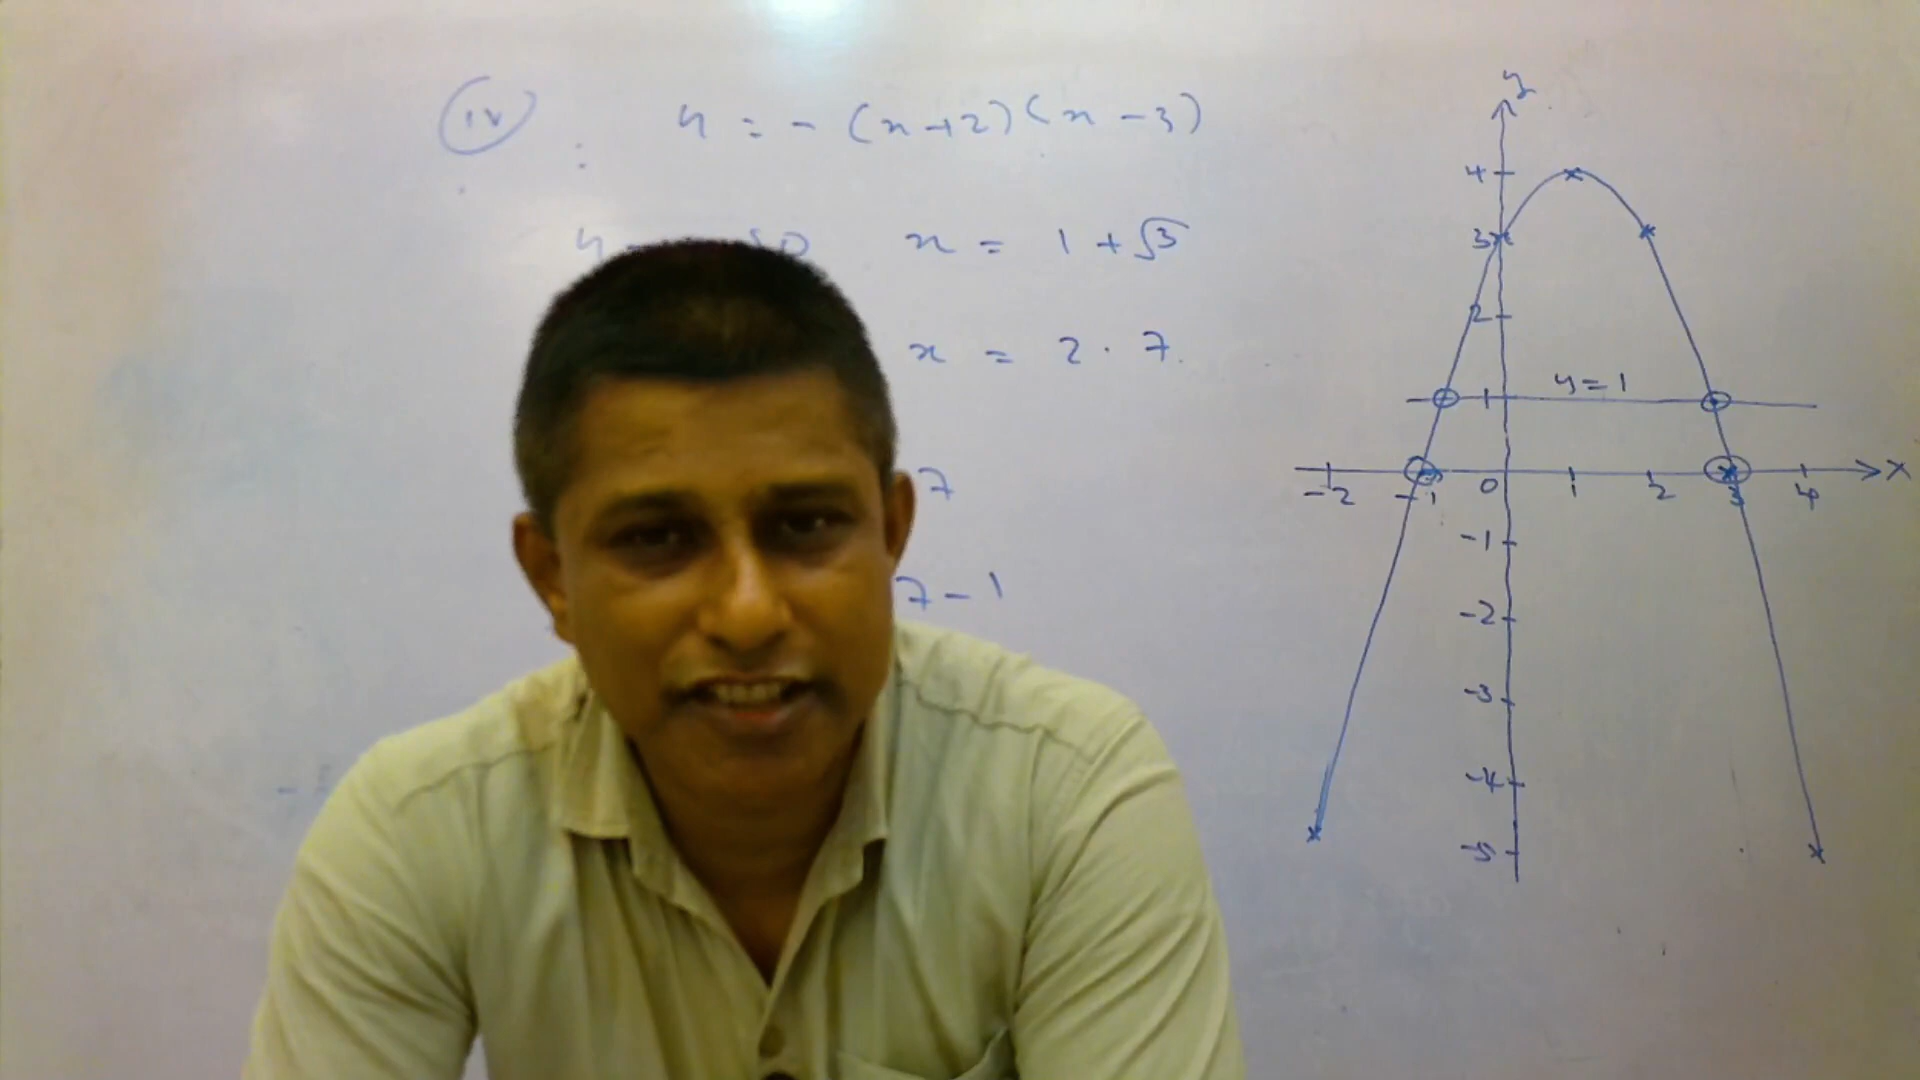 iv y = - (x+2)(x-3)
x = 1 + √3
x = 2.7
7
7 - 1
y
4
3
2
1 y = 1
-2 -1 0 1 2 3 4 x
-1
-2
-3
-4
-5